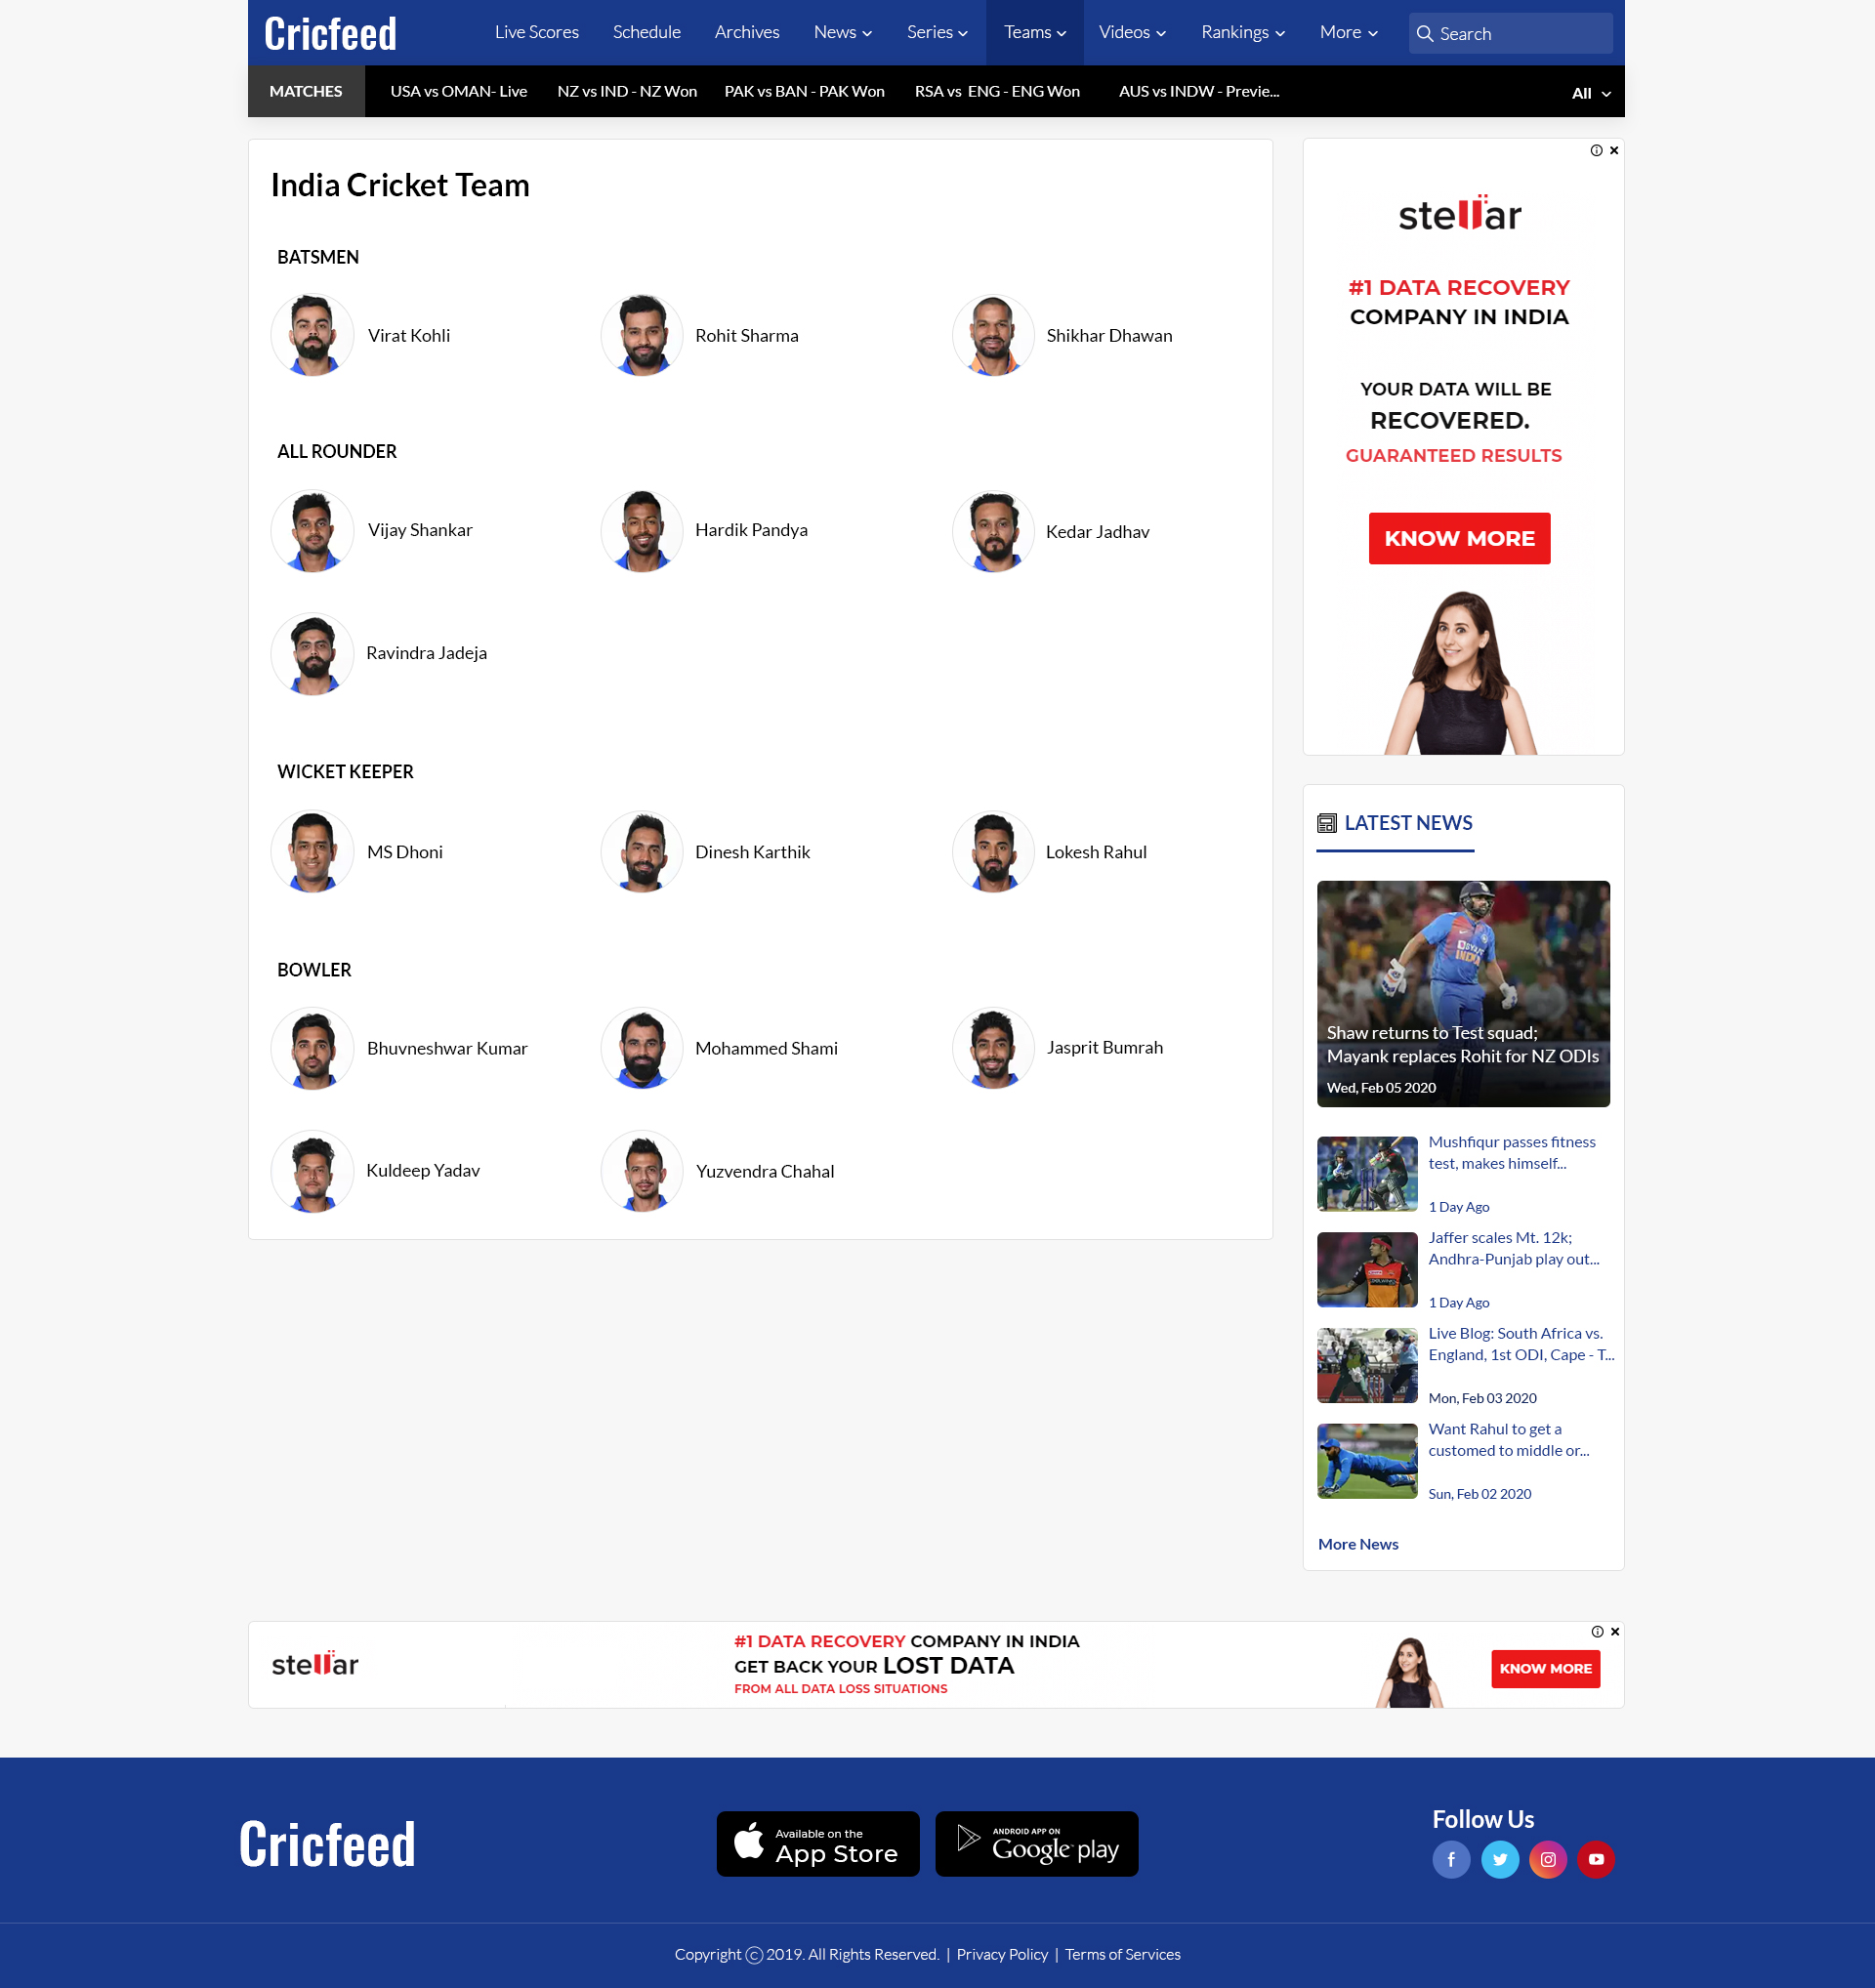 Cricfeed
Live Scores
Schedule
Archives
News
Series
Teams
Videos
Rankings
More
Search
MATCHES
USA vs OMAN- Live
NZ vs IND - NZ Won
PAK vs BAN - PAK Won
RSA vs ENG - ENG Won
AUS vs INDW - Previe...
All
India Cricket Team
BATSMEN
Virat Kohli
Rohit Sharma
Shikhar Dhawan
ALL ROUNDER
Vijay Shankar
Hardik Pandya
Kedar Jadhav
Ravindra Jadeja
WICKET KEEPER
MS Dhoni
Dinesh Karthik
Lokesh Rahul
BOWLER
Bhuvneshwar Kumar
Mohammed Shami
Jasprit Bumrah
Kuldeep Yadav
Yuzvendra Chahal
stellar
#1 DATA RECOVERY
COMPANY IN INDIA
YOUR DATA WILL BE
RECOVERED.
GUARANTEED RESULTS
KNOW MORE
LATEST NEWS
Shaw returns to Test squad;
Mayank replaces Rohit for NZ ODIs
Wed, Feb 05 2020
Mushfiqur passes fitness
test, makes himself...
1 Day Ago
Jaffer scales Mt. 12k;
Andhra-Punjab play out...
1 Day Ago
Live Blog: South Africa vs.
England, 1st ODI, Cape - T...
Mon, Feb 03 2020
Want Rahul to get a
customed to middle or...
Sun, Feb 02 2020
More News
stellar
#1 DATA RECOVERY COMPANY IN INDIA
GET BACK YOUR LOST DATA
FROM ALL DATA LOSS SITUATIONS
KNOW MORE
Cricfeed
Available on the
App Store
ANDROID APP ON
Google play
Follow Us
Copyright © 2019. All Rights Reserved. | Privacy Policy | Terms of Services